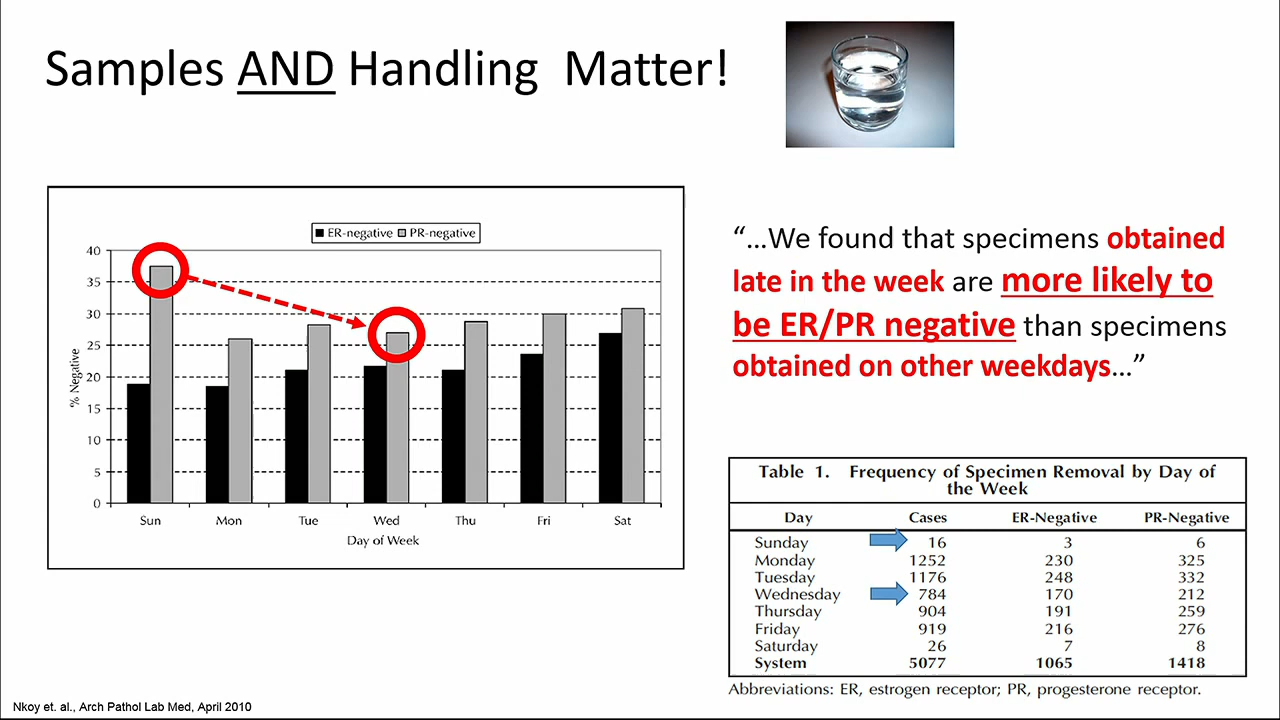 Samples AND Handling Matter!
ER-negative PR-negative
40
35
30
25
20
15
10
5
0
% Negative
Sun Mon Tue Wed Thu Fri Sat
Day of Week
“…We found that specimens obtained
late in the week are more likely to
be ER/PR negative than specimens
obtained on other weekdays…”
Table 1. Frequency of Specimen Removal by Day of
the Week
Day Cases ER-Negative PR-Negative
Sunday 16 3 6
Monday 1252 230 325
Tuesday 1176 248 332
Wednesday 784 170 212
Thursday 904 191 259
Friday 919 216 276
Saturday 26 7 8
System 5077 1065 1418
Abbreviations: ER, estrogen receptor; PR, progesterone receptor.
Nkoy et. al., Arch Pathol Lab Med, April 2010